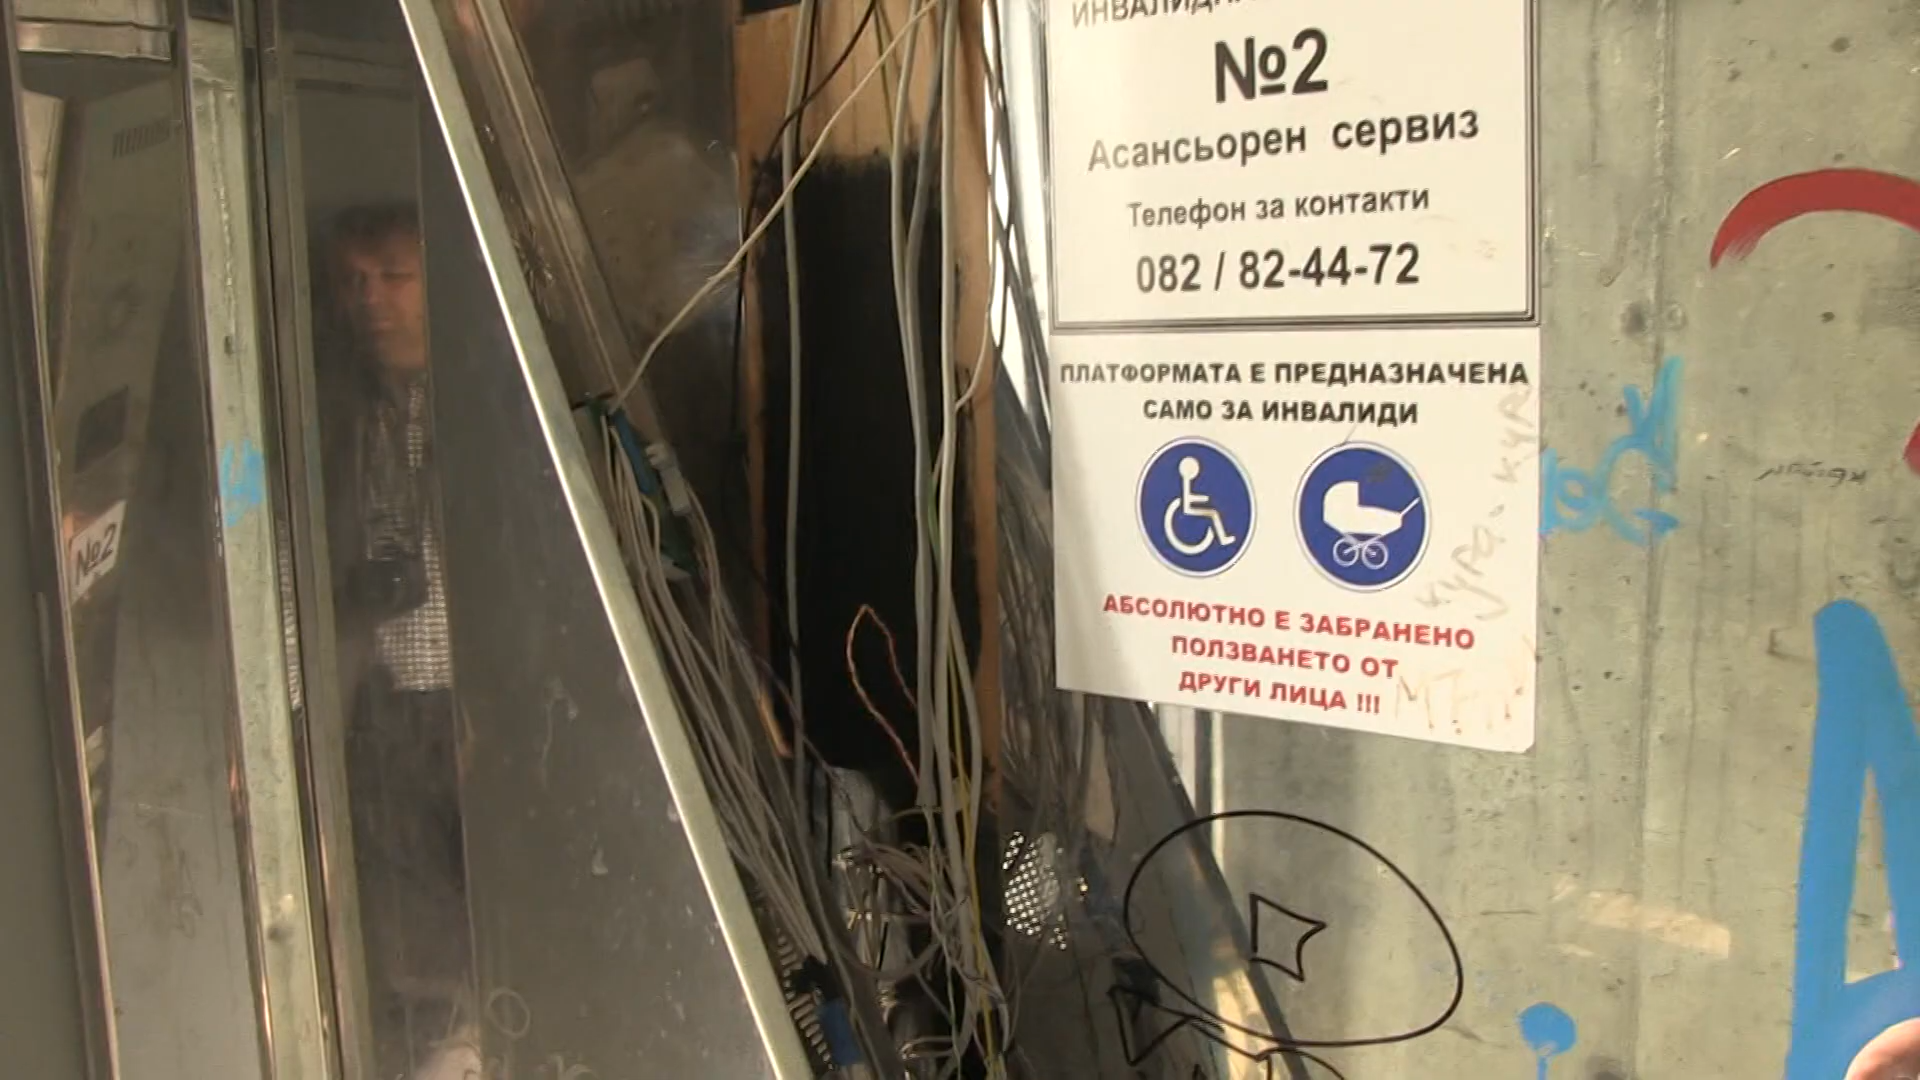 №2
Асансьорен сервиз
Телефон за контакти
082 / 82-44-72
ПЛАТФОРМАТА Е ПРЕДНАЗНАЧЕНА
САМО ЗА ИНВАЛИДИ
АБСОЛЮТНО Е ЗАБРАНЕНО
ПОЛЗВАНЕТО ОТ
ДРУГИ ЛИЦА !!!
№2